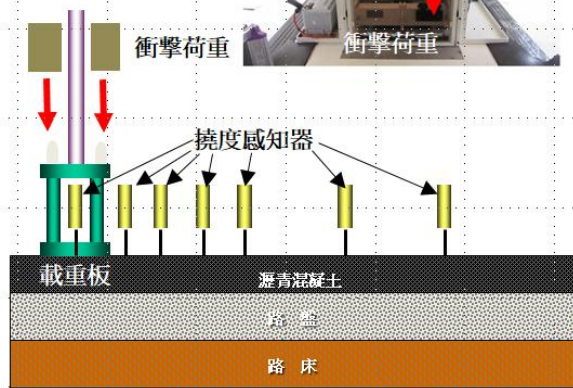 衝擊荷重
衝擊荷重
撓度感知器
載重板
瀝青混凝土
路 盤
路 床